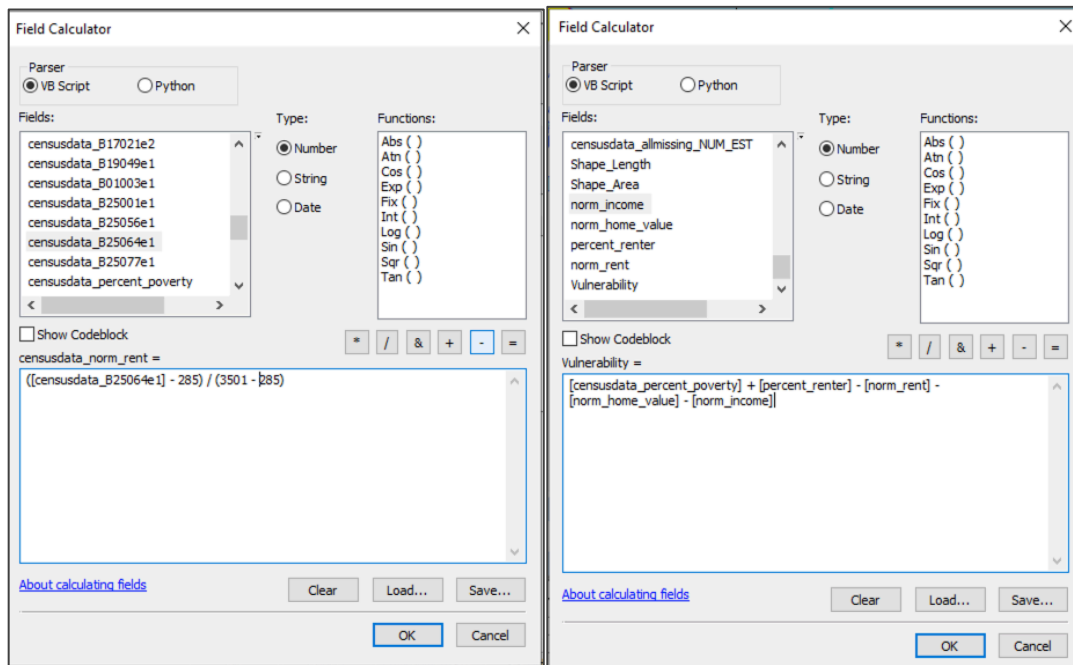 Field Calculator
Parser
VB Script Python
Fields:
Type:
Functions:
censusdata_B17021e2
censusdata_B19049e1
censusdata_B01003e1
censusdata_B25001e1
censusdata_B25056e1
censusdata_B25064e1
censusdata_B25077e1
censusdata_percent_poverty
Number
String
Date
Abs ( )
Atn ( )
Cos ( )
Exp ( )
Fix ( )
Int ( )
Log ( )
Sin ( )
Sqr ( )
Tan ( )
Show Codeblock
* / & + - =
censusdata_norm_rent =
([censusdata_B25064e1] - 285) / (3501 - 285)
About calculating fields
Clear Load... Save...
OK Cancel
Field Calculator
Parser
VB Script Python
Fields:
Type:
Functions:
censusdata_allmissing_NUM_EST
Shape_Length
Shape_Area
norm_income
norm_home_value
percent_renter
norm_rent
Vulnerability
Number
String
Date
Abs ( )
Atn ( )
Cos ( )
Exp ( )
Fix ( )
Int ( )
Log ( )
Sin ( )
Sqr ( )
Tan ( )
Show Codeblock
* / & + - =
Vulnerability =
[censusdata_percent_poverty] + [percent_renter] - [norm_rent] -
[norm_home_value] - [norm_income]
About calculating fields
Clear Load... Save...
OK Cancel